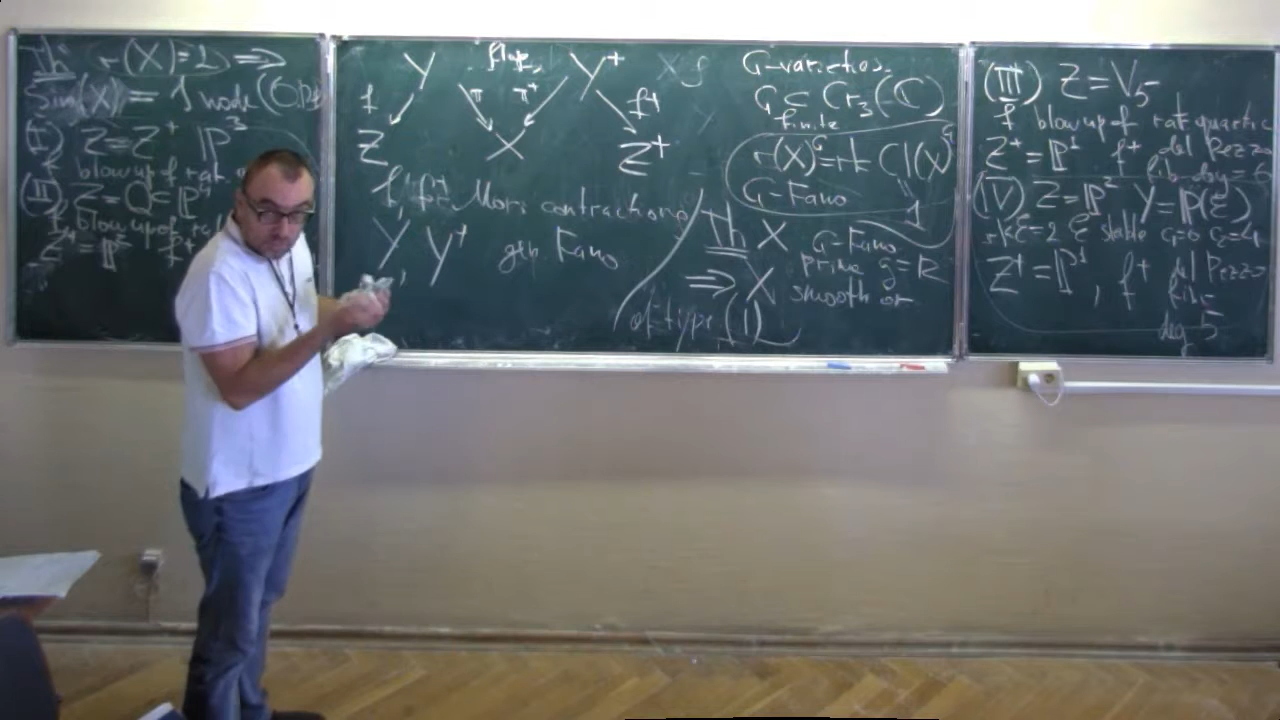 Th r(X)=2 ⇒
Sing(X) = 1 node
(I) Z=Z⁺ ℙ³
f blow up of rat
(II) Z=Q⊂ℙ⁴
f blow up of
Z⁺=ℙ² f⁺
Y flop Y⁺
f π π⁺ f⁺
Z X Z⁺
f, f⁺ Mori contractions
Y, Y⁺ Fano
G-varieties
G ⊂ Cr₃(ℂ)
finite
r(X)^G = rk Cl(X)^G
G-Fano 1
Th X G-Fano
prime g=
⇒ X smooth or
of type (I)
(III) Z=V₅
f blow up of rat quartic
Z⁺=ℙ¹ f⁺ del Pezzo
fib deg=6
(IV) Z=ℙ² Y=ℙ(ℰ)
rk ℰ=2 ℰ stable c₁=0 c₂=4
Z⁺=ℙ¹, f⁺ del Pezzo
fib
deg 5